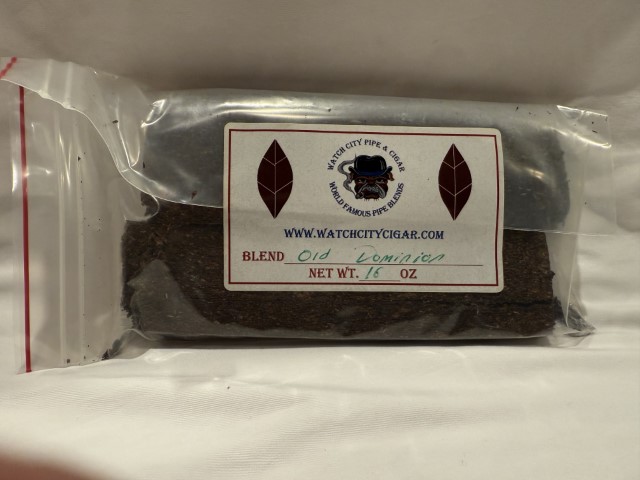 WATCH CITY PIPE & CIGAR
WORLD FAMOUS PIPE BLENDS
WWW.WATCHCITYCIGAR.COM
BLEND Old Dominion
NET WT. 16 OZ